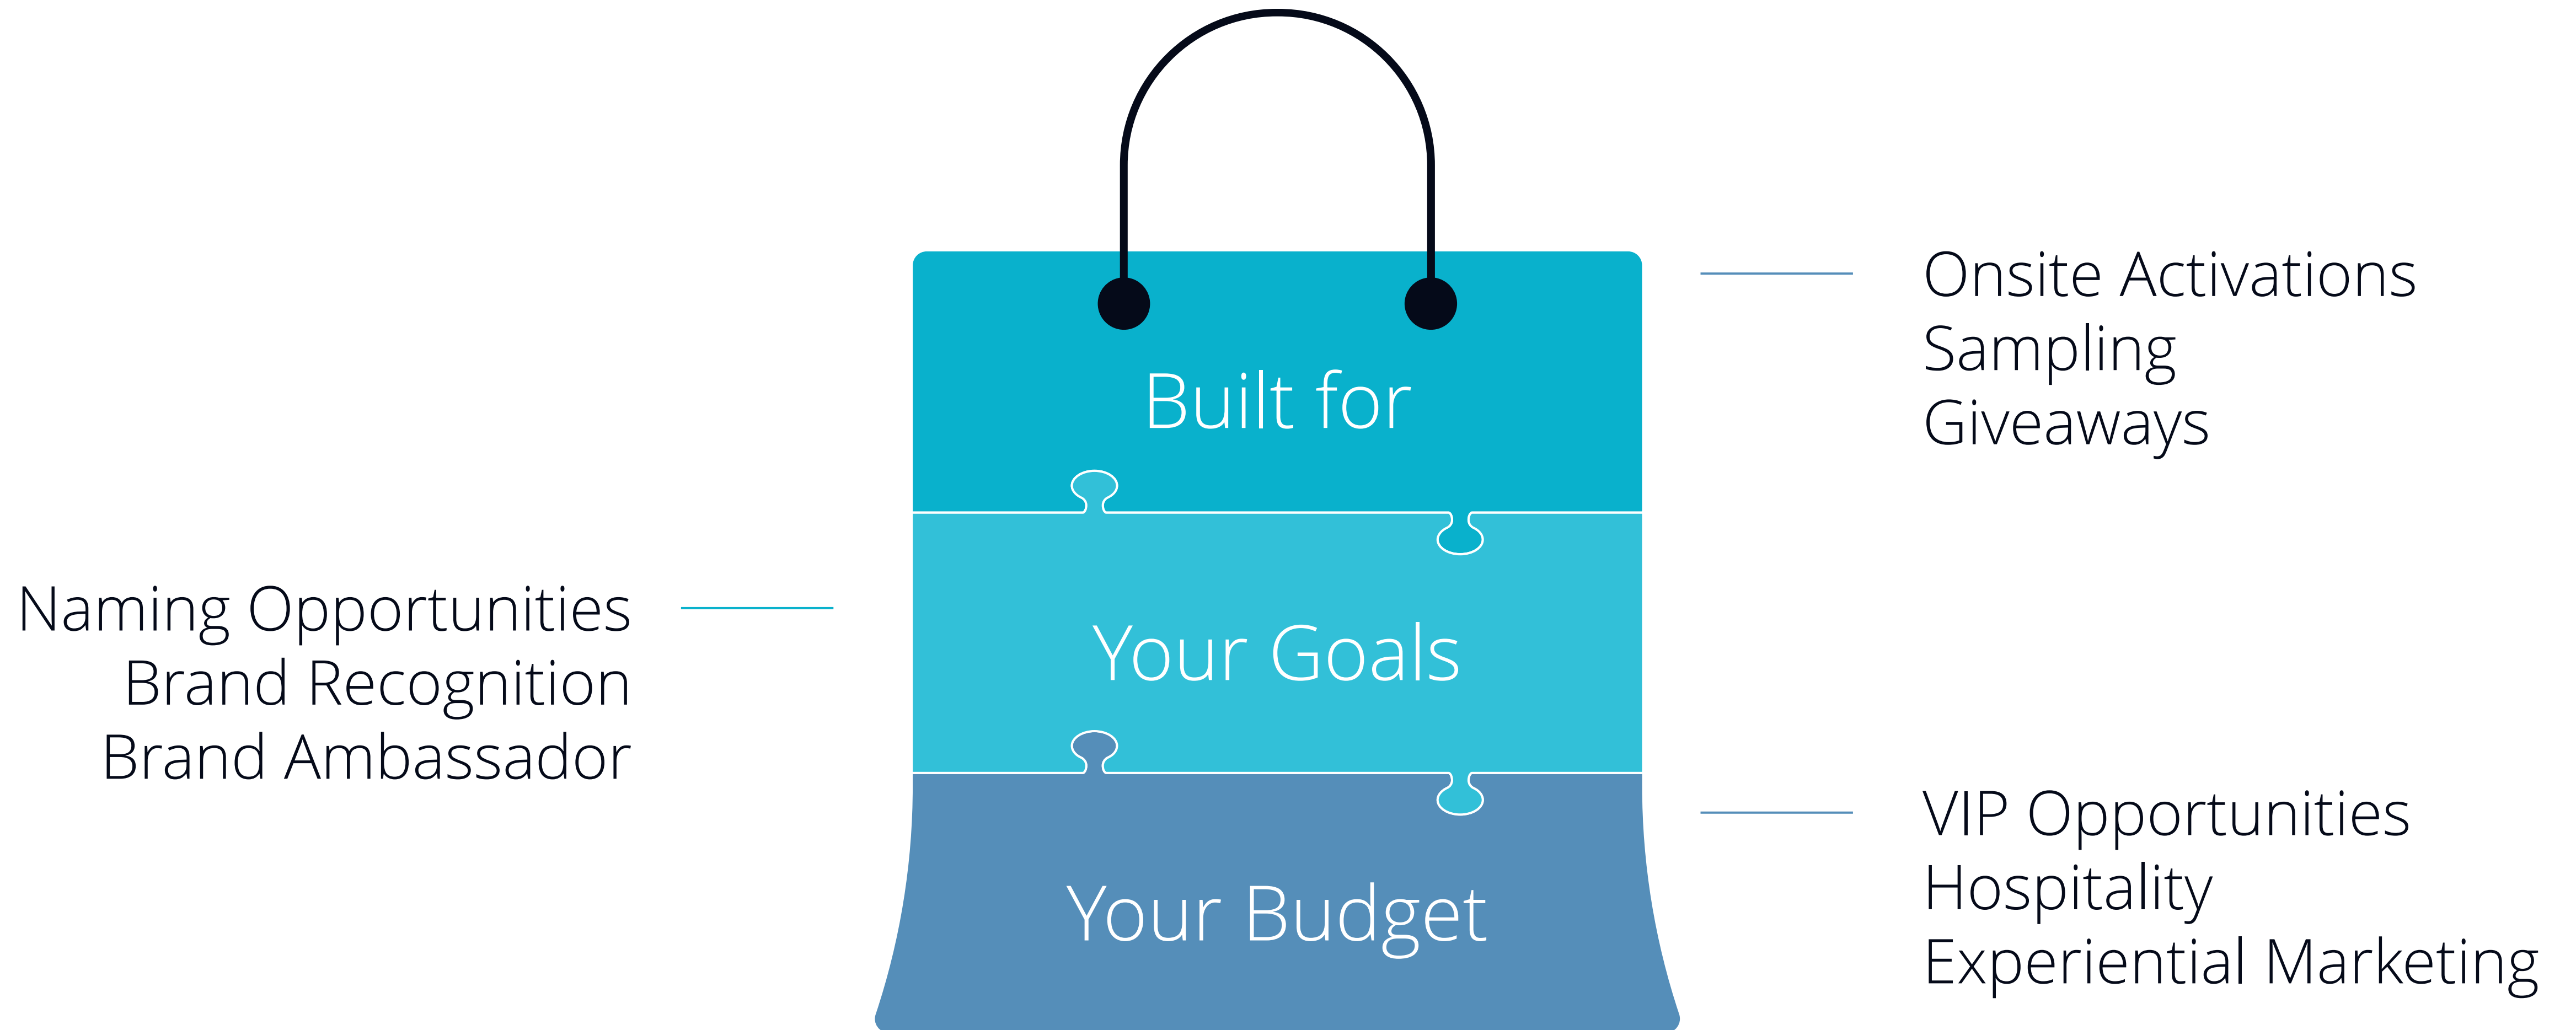 Built for
Your Goals
Your Budget
Onsite Activations
Sampling
Giveaways
Naming Opportunities
Brand Recognition
Brand Ambassador
VIP Opportunities
Hospitality
Experiential Marketing